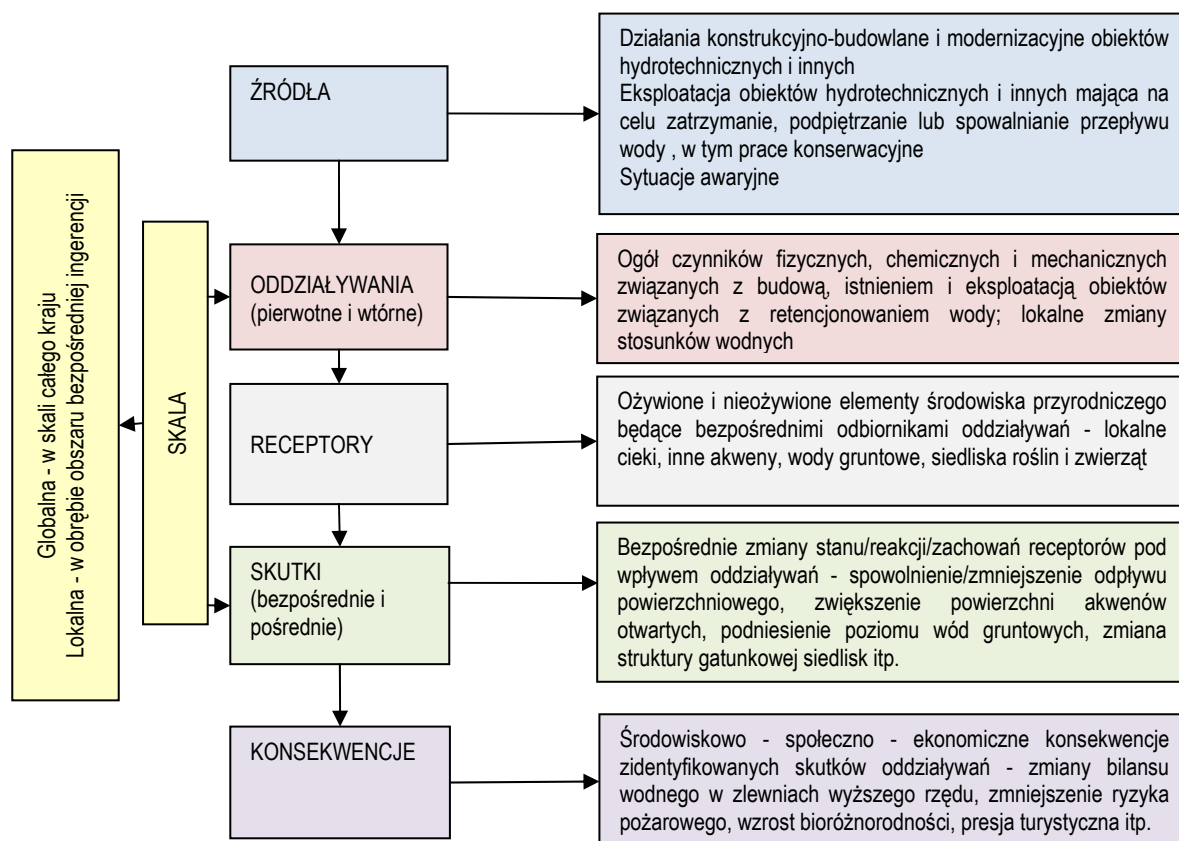 ŹRÓDŁA
Działania konstrukcyjno-budowlane i modernizacyjne obiektów
hydrotechnicznych i innych
Eksploatacja obiektów hydrotechnicznych i innych mająca na
celu zatrzymanie, podpiętrzanie lub spowalnianie przepływu
wody , w tym prace konserwacyjne
Sytuacje awaryjne
Globalna - w skali całego kraju
Lokalna - w obrębie obszaru bezpośredniej ingerencji
SKALA
ODDZIAŁYWANIA
(pierwotne i wtórne)
Ogół czynników fizycznych, chemicznych i mechanicznych
związanych z budową, istnieniem i eksploatacją obiektów
związanych z retencjonowaniem wody; lokalne zmiany
stosunków wodnych
RECEPTORY
Ożywione i nieożywione elementy środowiska przyrodniczego
będące bezpośrednimi odbiornikami oddziaływań - lokalne
cieki, inne akweny, wody gruntowe, siedliska roślin i zwierząt
SKUTKI
(bezpośrednie i
pośrednie)
Bezpośrednie zmiany stanu/reakcji/zachowań receptorów pod
wpływem oddziaływań - spowolnienie/zmniejszenie odpływu
powierzchniowego, zwiększenie powierzchni akwenów
otwartych, podniesienie poziomu wód gruntowych, zmiana
struktury gatunkowej siedlisk itp.
KONSEKWENCJE
Środowiskowo - społeczno - ekonomiczne konsekwencje
zidentyfikowanych skutków oddziaływań - zmiany bilansu
wodnego w zlewniach wyższego rzędu, zmniejszenie ryzyka
pożarowego, wzrost bioróżnorodności, presja turystyczna itp.